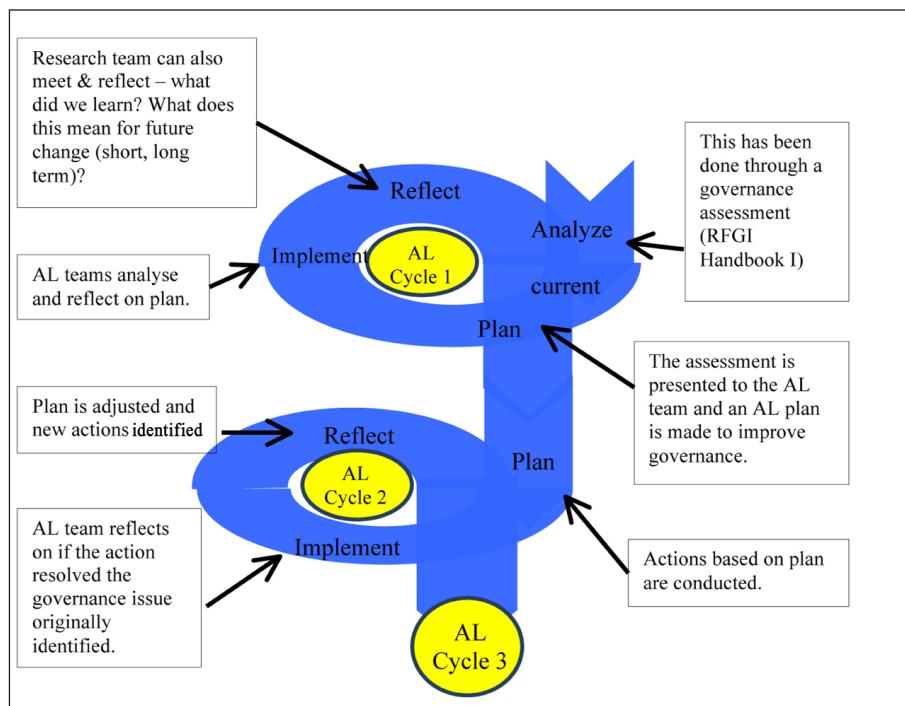 Research team can also
meet & reflect – what
did we learn? What does
this mean for future
change (short, long
term)?
This has been
done through a
governance
assessment
(RFGI
Handbook I)
Reflect
Analyze
Implement
AL
Cycle 1
current
Plan
AL teams analyse
and reflect on plan.
The assessment is
presented to the AL
team and an AL plan
is made to improve
governance.
Plan is adjusted and
new actions identified
Reflect
Plan
AL
Cycle 2
Implement
AL team reflects
on if the action
resolved the
governance issue
originally
identified.
Actions based on plan
are conducted.
AL
Cycle 3